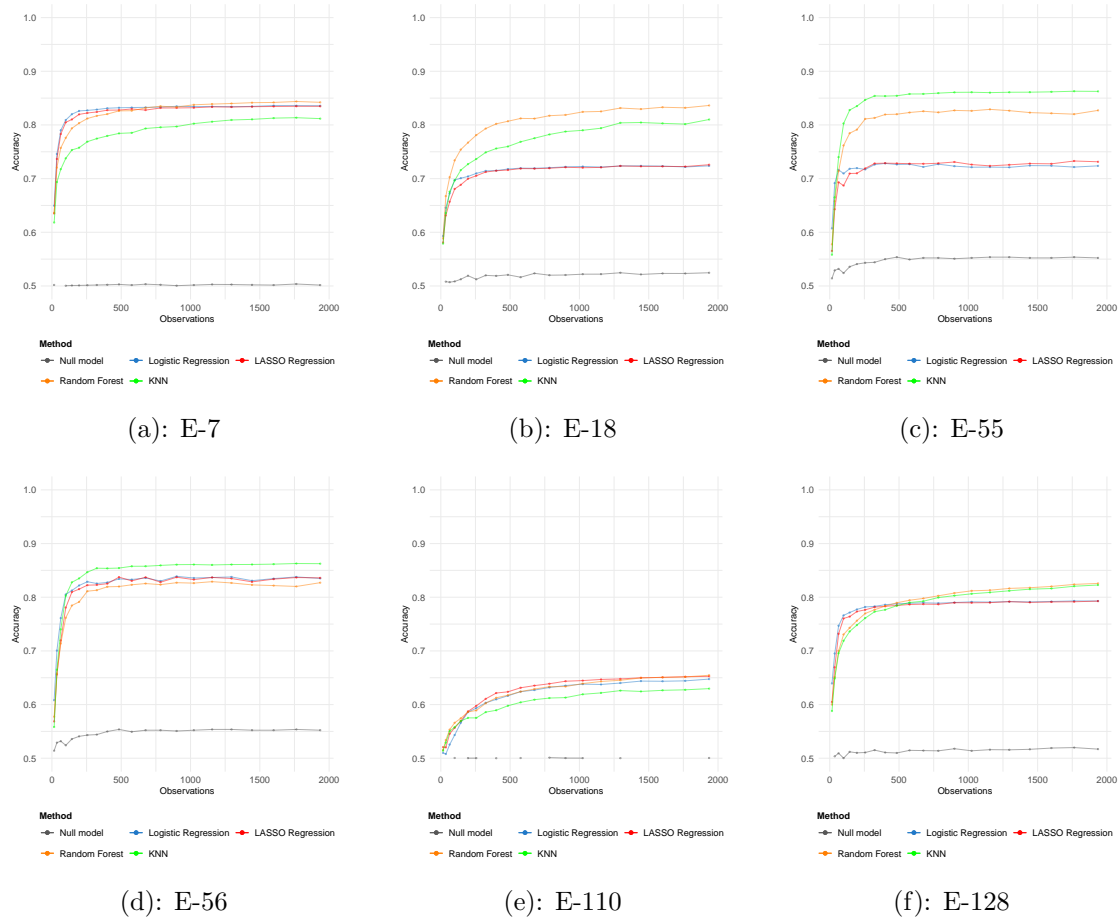 1.0
0.9
0.8
0.7
0.6
0.5
Accuracy
0 500 1000 1500 2000
Observations
Method
Null model Logistic Regression LASSO Regression
Random Forest KNN
(a): E-7
1.0
0.9
0.8
0.7
0.6
0.5
Accuracy
0 500 1000 1500 2000
Observations
Method
Null model Logistic Regression LASSO Regression
Random Forest KNN
(b): E-18
1.0
0.9
0.8
0.7
0.6
0.5
Accuracy
0 500 1000 1500 2000
Observations
Method
Null model Logistic Regression LASSO Regression
Random Forest KNN
(c): E-55
1.0
0.9
0.8
0.7
0.6
0.5
Accuracy
0 500 1000 1500 2000
Observations
Method
Null model Logistic Regression LASSO Regression
Random Forest KNN
(d): E-56
1.0
0.9
0.8
0.7
0.6
0.5
Accuracy
0 500 1000 1500 2000
Observations
Method
Null model Logistic Regression LASSO Regression
Random Forest KNN
(e): E-110
1.0
0.9
0.8
0.7
0.6
0.5
Accuracy
0 500 1000 1500 2000
Observations
Method
Null model Logistic Regression LASSO Regression
Random Forest KNN
(f): E-128